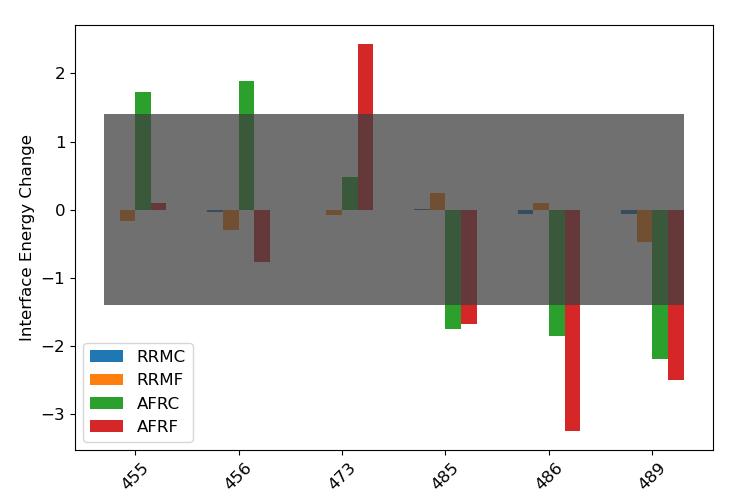 Interface Energy Change
2
1
0
−1
−2
−3
RRMC
RRMF
AFRC
AFRF
455
456
473
485
486
489